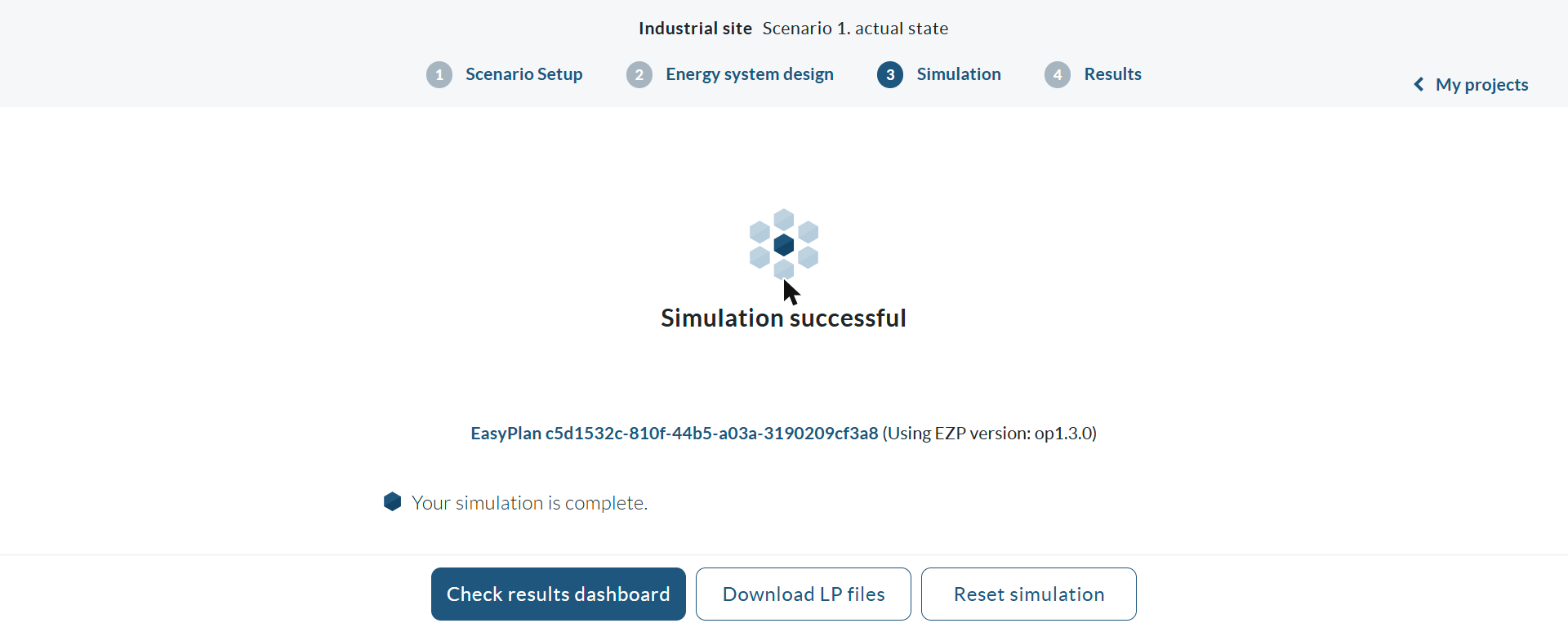 Industrial site Scenario 1. actual state
1 Scenario Setup 2 Energy system design 3 Simulation 4 Results
My projects
Simulation successful
EasyPlan c5d1532c-810f-44b5-a03a-3190209cf3a8 (Using EZP version: op1.3.0)
Your simulation is complete.
Check results dashboard Download LP files Reset simulation